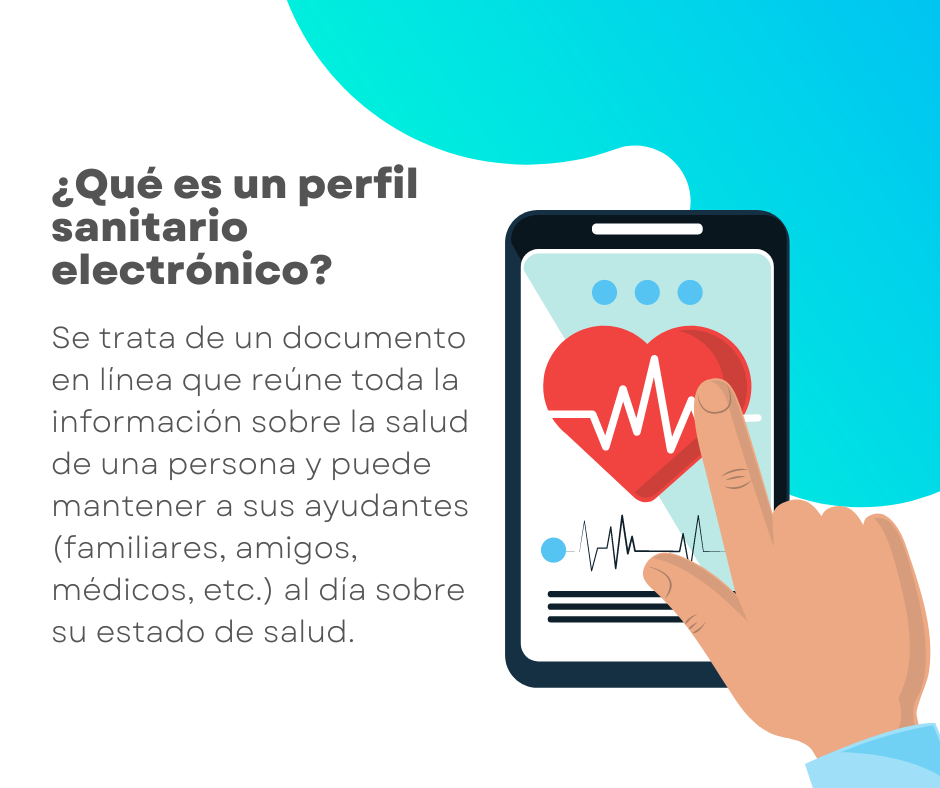 ¿Qué es un perfil
sanitario
electrónico?
Se trata de un documento
en línea que reúne toda la
información sobre la salud
de una persona y puede
mantener a sus ayudantes
(familiares, amigos,
médicos, etc.) al día sobre
su estado de salud.